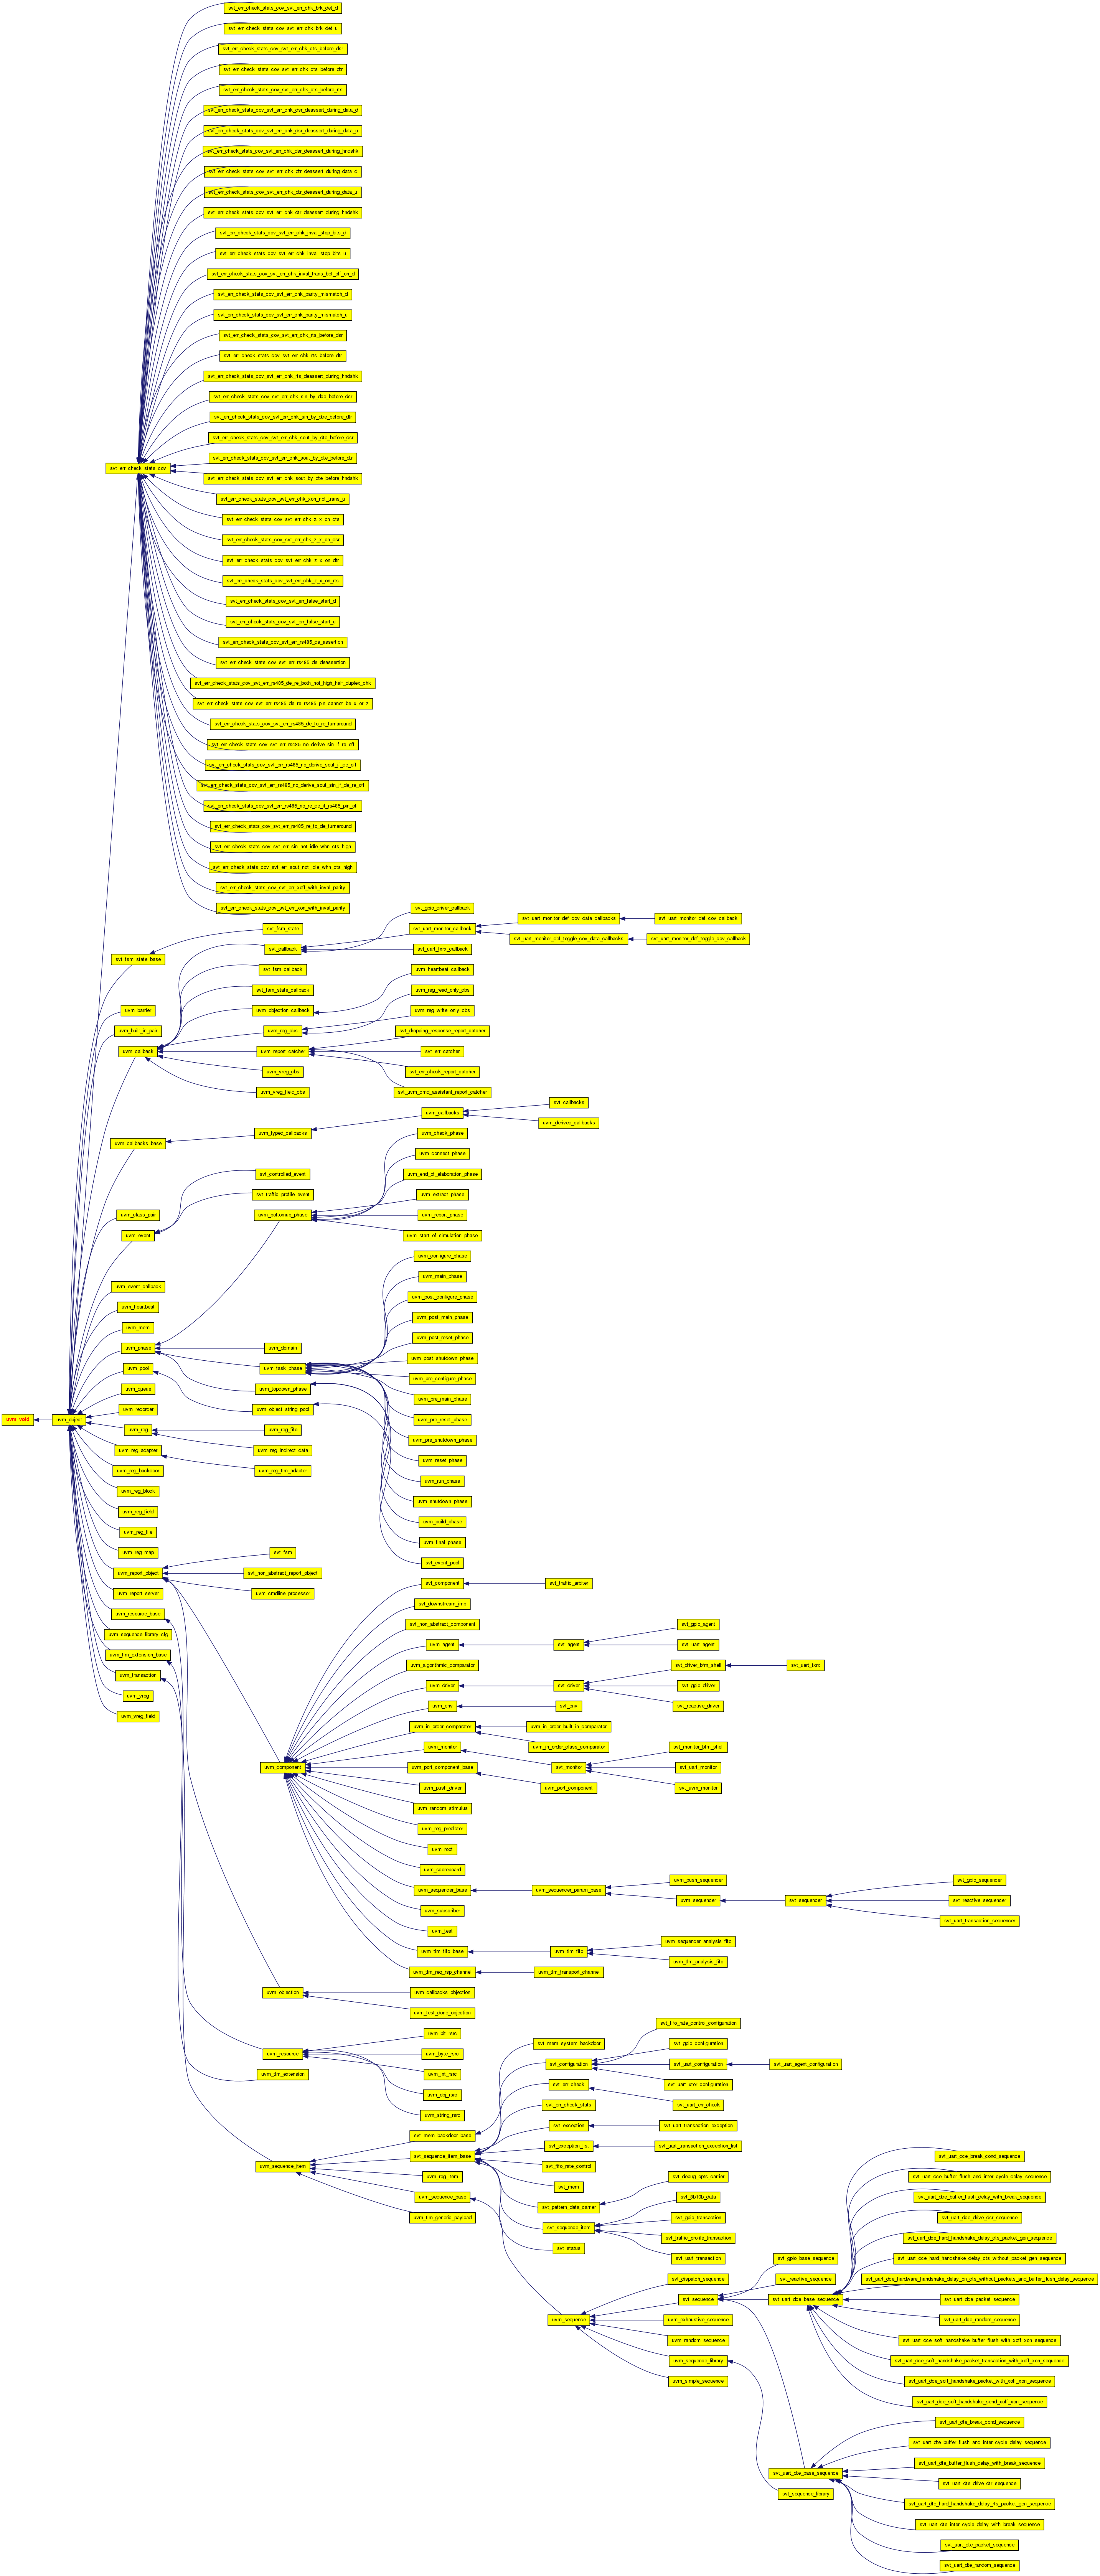 svt_err_check_stats_cov_svt_err_chk_brk_det_d
svt_err_check_stats_cov_svt_err_chk_brk_det_u
svt_err_check_stats_cov_svt_err_chk_cts_before_dsr
svt_err_check_stats_cov_svt_err_chk_cts_before_dtr
svt_err_check_stats_cov_svt_err_chk_cts_before_rts
svt_err_check_stats_cov_svt_err_chk_dsr_deassert_during_data_d
svt_err_check_stats_cov_svt_err_chk_dsr_deassert_during_data_u
svt_err_check_stats_cov_svt_err_chk_dsr_deassert_during_hndshk
svt_err_check_stats_cov_svt_err_chk_dtr_deassert_during_data_d
svt_err_check_stats_cov_svt_err_chk_dtr_deassert_during_data_u
svt_err_check_stats_cov_svt_err_chk_dtr_deassert_during_hndshk
svt_err_check_stats_cov_svt_err_chk_inval_stop_bits_d
svt_err_check_stats_cov_svt_err_chk_inval_stop_bits_u
svt_err_check_stats_cov_svt_err_chk_inval_trans_bet_off_on_d
svt_err_check_stats_cov_svt_err_chk_parity_mismatch_d
svt_err_check_stats_cov_svt_err_chk_parity_mismatch_u
svt_err_check_stats_cov_svt_err_chk_rts_before_dsr
svt_err_check_stats_cov_svt_err_chk_rts_before_dtr
svt_err_check_stats_cov_svt_err_chk_rts_deassert_during_hndshk
svt_err_check_stats_cov_svt_err_chk_sin_by_dce_before_dsr
svt_err_check_stats_cov_svt_err_chk_sin_by_dce_before_dtr
svt_err_check_stats_cov_svt_err_chk_sout_by_dte_before_dsr
svt_err_check_stats_cov_svt_err_chk_sout_by_dte_before_dtr
svt_err_check_stats_cov
svt_err_check_stats_cov_svt_err_chk_sout_by_dte_before_hndshk
svt_err_check_stats_cov_svt_err_chk_xon_not_trans_u
svt_err_check_stats_cov_svt_err_chk_z_x_on_cts
svt_err_check_stats_cov_svt_err_chk_z_x_on_dsr
svt_err_check_stats_cov_svt_err_chk_z_x_on_dtr
svt_err_check_stats_cov_svt_err_chk_z_x_on_rts
svt_err_check_stats_cov_svt_err_false_start_d
svt_err_check_stats_cov_svt_err_false_start_u
svt_err_check_stats_cov_svt_err_rs485_de_assertion
svt_err_check_stats_cov_svt_err_rs485_de_deassertion
svt_err_check_stats_cov_svt_err_rs485_de_re_both_not_high_half_duplex_chk
svt_err_check_stats_cov_svt_err_rs485_de_re_rs485_pin_cannot_be_x_or_z
svt_err_check_stats_cov_svt_err_rs485_de_to_re_turnaround
svt_err_check_stats_cov_svt_err_rs485_no_derive_sin_if_re_off
svt_err_check_stats_cov_svt_err_rs485_no_derive_sout_if_de_off
svt_err_check_stats_cov_svt_err_rs485_no_derive_sout_sin_if_de_re_off
svt_err_check_stats_cov_svt_err_rs485_no_re_de_if_rs485_pin_off
svt_err_check_stats_cov_svt_err_rs485_re_to_de_turnaround
svt_err_check_stats_cov_svt_err_sin_not_idle_whn_cts_high
svt_err_check_stats_cov_svt_err_sout_not_idle_whn_cts_high
svt_err_check_stats_cov_svt_err_xoff_with_inval_parity
svt_err_check_stats_cov_svt_err_xon_with_inval_parity
svt_gpio_driver_callback
svt_uart_monitor_def_cov_data_callbacks
svt_uart_monitor_def_cov_callback
svt_fsm_state
svt_uart_monitor_callback
svt_uart_monitor_def_toggle_cov_data_callbacks
svt_uart_monitor_def_toggle_cov_callback
svt_callback
svt_uart_txrx_callback
svt_fsm_state_base
svt_fsm_callback
uvm_heartbeat_callback
svt_fsm_state_callback
uvm_reg_read_only_cbs
uvm_barrier
uvm_objection_callback
uvm_reg_write_only_cbs
uvm_built_in_pair
uvm_reg_cbs
svt_dropping_response_report_catcher
uvm_callback
uvm_report_catcher
svt_err_catcher
uvm_vreg_cbs
svt_err_check_report_catcher
uvm_vreg_field_cbs
svt_uvm_cmd_assistant_report_catcher
svt_callbacks
uvm_callbacks
uvm_derived_callbacks
uvm_typed_callbacks
uvm_check_phase
uvm_callbacks_base
uvm_connect_phase
svt_controlled_event
uvm_end_of_elaboration_phase
svt_traffic_profile_event
uvm_extract_phase
uvm_class_pair
uvm_bottomup_phase
uvm_report_phase
uvm_event
uvm_start_of_simulation_phase
uvm_configure_phase
uvm_main_phase
uvm_event_callback
uvm_post_configure_phase
uvm_heartbeat
uvm_post_main_phase
uvm_mem
uvm_post_reset_phase
uvm_phase
uvm_domain
uvm_post_shutdown_phase
uvm_pool
uvm_task_phase
uvm_pre_configure_phase
uvm_queue
uvm_topdown_phase
uvm_pre_main_phase
uvm_recorder
uvm_object_string_pool
uvm_pre_reset_phase
uvm_void
uvm_object
uvm_reg
uvm_reg_fifo
uvm_pre_shutdown_phase
uvm_reg_adapter
uvm_reg_indirect_data
uvm_reset_phase
uvm_reg_backdoor
uvm_reg_tlm_adapter
uvm_run_phase
uvm_reg_block
uvm_shutdown_phase
uvm_reg_field
uvm_build_phase
uvm_reg_file
uvm_final_phase
uvm_reg_map
svt_fsm
svt_event_pool
uvm_report_object
svt_non_abstract_report_object
svt_component
svt_traffic_arbiter
uvm_report_server
uvm_cmdline_processor
svt_downstream_imp
uvm_resource_base
svt_non_abstract_component
svt_gpio_agent
uvm_sequence_library_cfg
uvm_agent
svt_agent
svt_uart_agent
uvm_tlm_extension_base
uvm_algorithmic_comparator
svt_driver_bfm_shell
svt_uart_txrx
uvm_transaction
uvm_driver
svt_driver
svt_gpio_driver
uvm_vreg
uvm_env
svt_env
svt_reactive_driver
uvm_vreg_field
uvm_in_order_comparator
uvm_in_order_built_in_comparator
uvm_monitor
uvm_in_order_class_comparator
svt_monitor_bfm_shell
uvm_component
uvm_port_component_base
svt_monitor
svt_uart_monitor
uvm_push_driver
uvm_port_component
svt_uvm_monitor
uvm_random_stimulus
uvm_reg_predictor
uvm_root
uvm_scoreboard
uvm_push_sequencer
svt_gpio_sequencer
uvm_sequencer_base
uvm_sequencer_param_base
uvm_sequencer
svt_sequencer
svt_reactive_sequencer
uvm_subscriber
svt_uart_transaction_sequencer
uvm_test
uvm_sequencer_analysis_fifo
uvm_tlm_fifo_base
uvm_tlm_fifo
uvm_tlm_analysis_fifo
uvm_tlm_req_rsp_channel
uvm_tlm_transport_channel
uvm_objection
uvm_callbacks_objection
uvm_test_done_objection
svt_fifo_rate_control_configuration
uvm_bit_rsrc
svt_mem_system_backdoor
svt_gpio_configuration
uvm_resource
uvm_byte_rsrc
svt_configuration
svt_uart_configuration
svt_uart_agent_configuration
uvm_tlm_extension
uvm_int_rsrc
svt_err_check
svt_uart_vlor_configuration
uvm_obj_rsrc
svt_err_check_stats
svt_uart_err_check
uvm_string_rsrc
svt_exception
svt_uart_transaction_exception
svt_mem_backdoor_base
svt_exception_list
svt_uart_transaction_exception_list
svt_sequence_item_base
svt_fifo_rate_control
uvm_sequence_item
uvm_reg_item
svt_mem
svt_debug_opts_carrier
uvm_sequence_base
svt_pattern_data_carrier
svt_8b10b_data
uvm_tlm_generic_payload
svt_sequence_item
svt_gpio_transaction
svt_status
svt_traffic_profile_transaction
svt_uart_transaction
svt_uart_dce_break_cond_sequence
svt_uart_dce_buffer_flush_and_inter_cycle_delay_sequence
svt_uart_dce_buffer_flush_delay_with_break_sequence
svt_uart_dce_drive_dsr_sequence
svt_uart_dce_hard_handshake_delay_cts_packet_gen_sequence
svt_gpio_base_sequence
svt_uart_dce_hard_handshake_delay_cts_without_packet_gen_sequence
svt_dispatch_sequence
svt_reactive_sequence
svt_uart_dce_hardware_handshake_delay_on_cts_without_packets_and_buffer_flush_delay_sequence
svt_sequence
svt_uart_dce_base_sequence
svt_uart_dce_packet_sequence
uvm_sequence
uvm_exhaustive_sequence
svt_uart_dce_random_sequence
uvm_random_sequence
svt_uart_dce_soft_handshake_buffer_flush_with_xoff_xon_sequence
uvm_sequence_library
svt_uart_dce_soft_handshake_packet_transaction_with_xoff_xon_sequence
uvm_simple_sequence
svt_uart_dce_soft_handshake_packet_with_xoff_xon_sequence
svt_uart_dce_soft_handshake_send_xoff_xon_sequence
svt_uart_dte_break_cond_sequence
svt_uart_dte_buffer_flush_and_inter_cycle_delay_sequence
svt_uart_dte_buffer_flush_delay_with_break_sequence
svt_uart_dte_base_sequence
svt_uart_dte_drive_dtr_sequence
svt_sequence_library
svt_uart_dte_hard_handshake_delay_rts_packet_gen_sequence
svt_uart_dte_inter_cycle_delay_with_break_sequence
svt_uart_dte_packet_sequence
svt_uart_dte_random_sequence